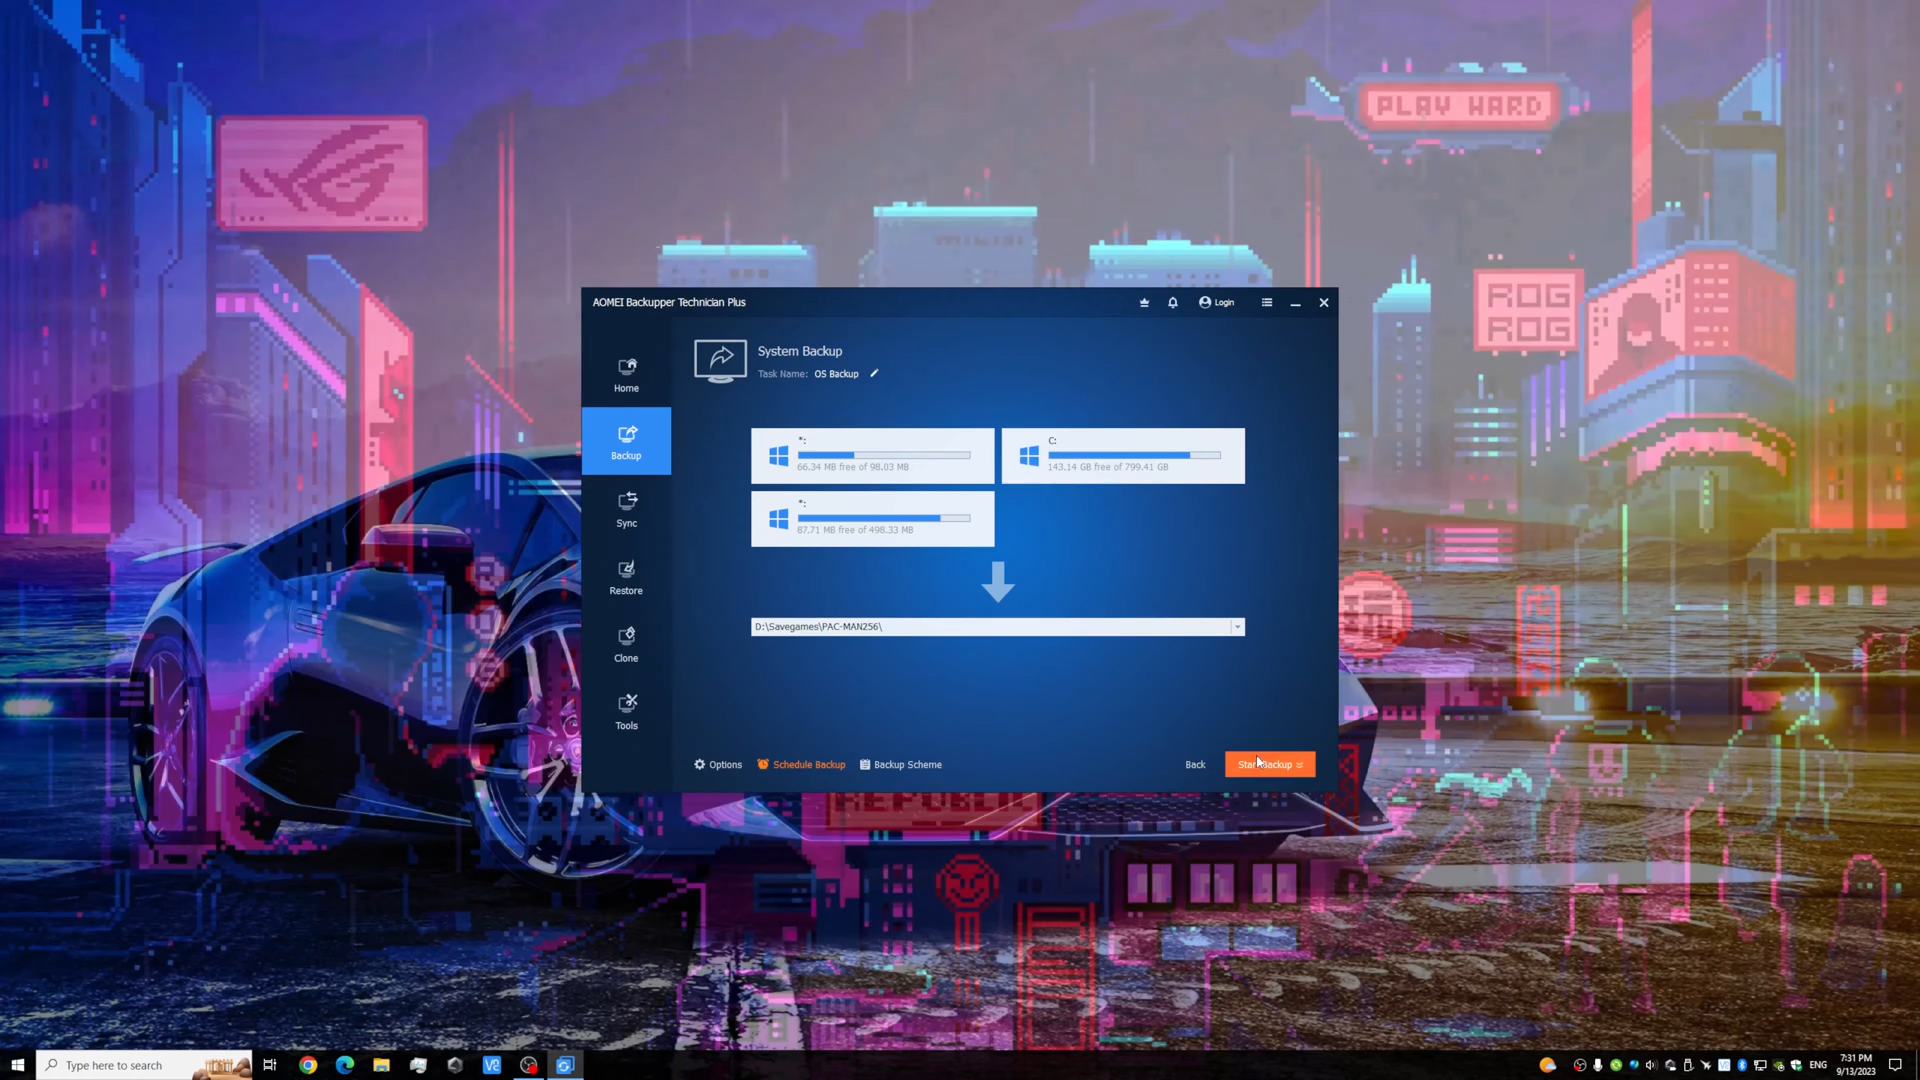 PLAY HARD
ROG
ROG
AOMEI Backupper Technician Plus
Login
System Backup
Task Name: OS Backup
Home
Backup
Sync
Restore
Clone
Tools
*:
66.34 MB free of 98.03 MB
C:
143.14 GB free of 799.41 GB
*:
87.71 MB free of 498.33 MB
D:\Savegames\PAC-MAN256\
Options
Schedule Backup
Backup Scheme
Back
Start Backup
REPUBLIC
Type here to search
ENG
7:31 PM
9/13/2023